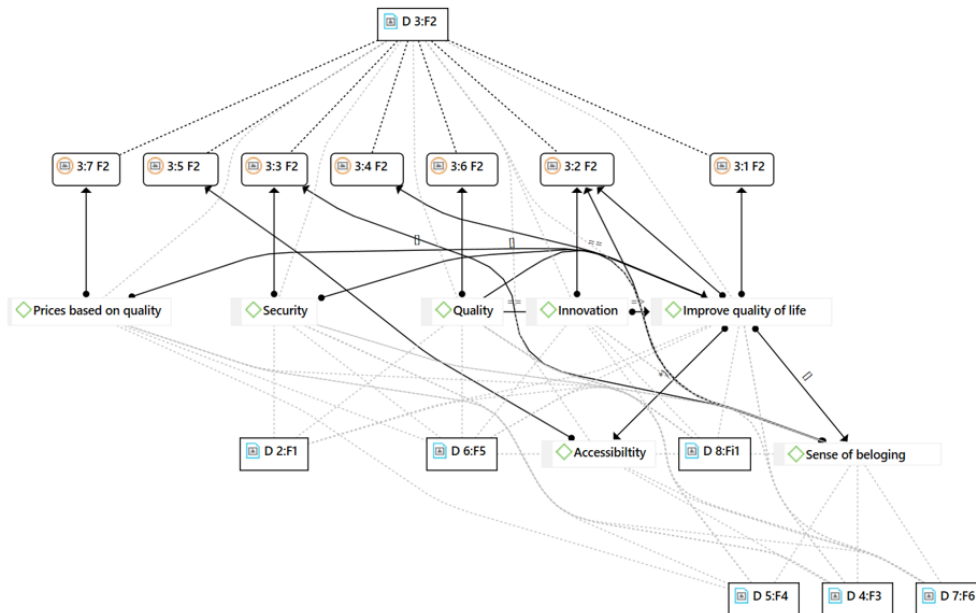 D 3:F2
3:7 F2
3:5 F2
3:3 F2
3:4 F2
3:6 F2
3:2 F2
3:1 F2
Prices based on quality
Security
Quality
Innovation
Improve quality of life
D 2:F1
D 6:F5
Accessibiltity
D 8:Fi1
Sense of beloging
D 5:F4
D 4:F3
D 7:F6